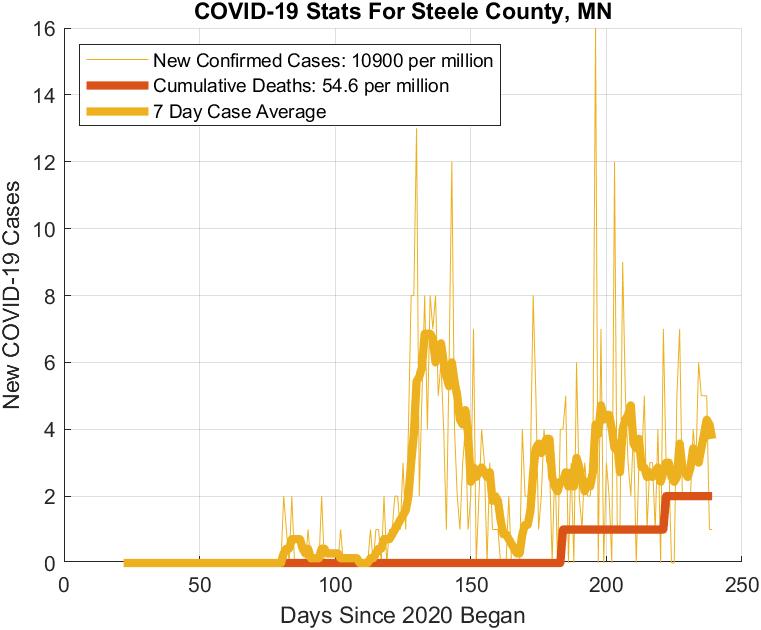 COVID-19 Stats For Steele County, MN
New Confirmed Cases: 10900 per million
Cumulative Deaths: 54.6 per million
7 Day Case Average
New COVID-19 Cases
16
14
12
10
8
6
4
2
0
0 50 100 150 200 250
Days Since 2020 Began